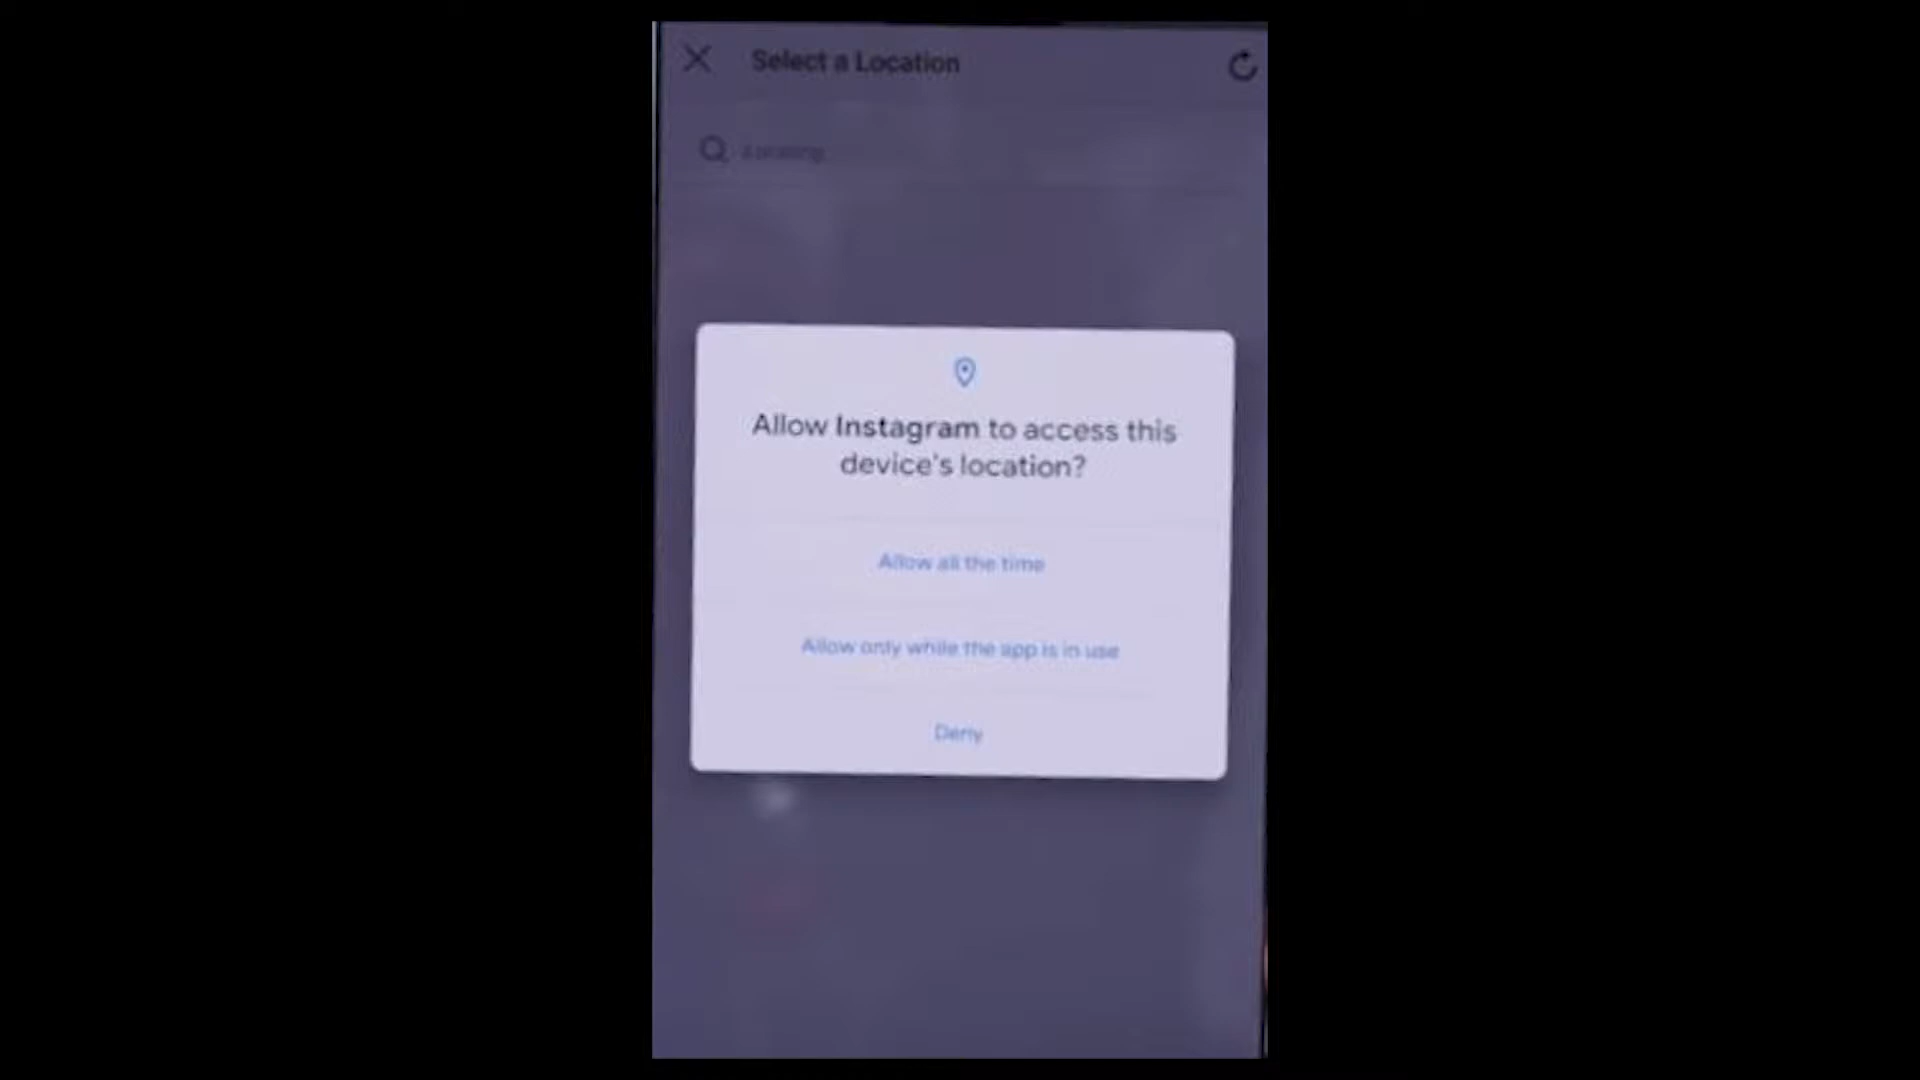 Select a Location
Allow Instagram to access this
device's location?
Allow all the time
Allow only while the app is in use
Deny